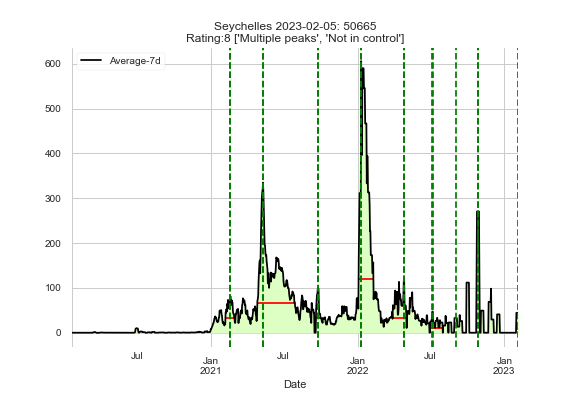 Seychelles 2023-02-05: 50665
Rating:8 ['Multiple peaks', 'Not in control']
Average-7d
600
500
400
300
200
100
0
Jul
Jan
2021
Jul
Jan
2022
Jul
Jan
2023
Date